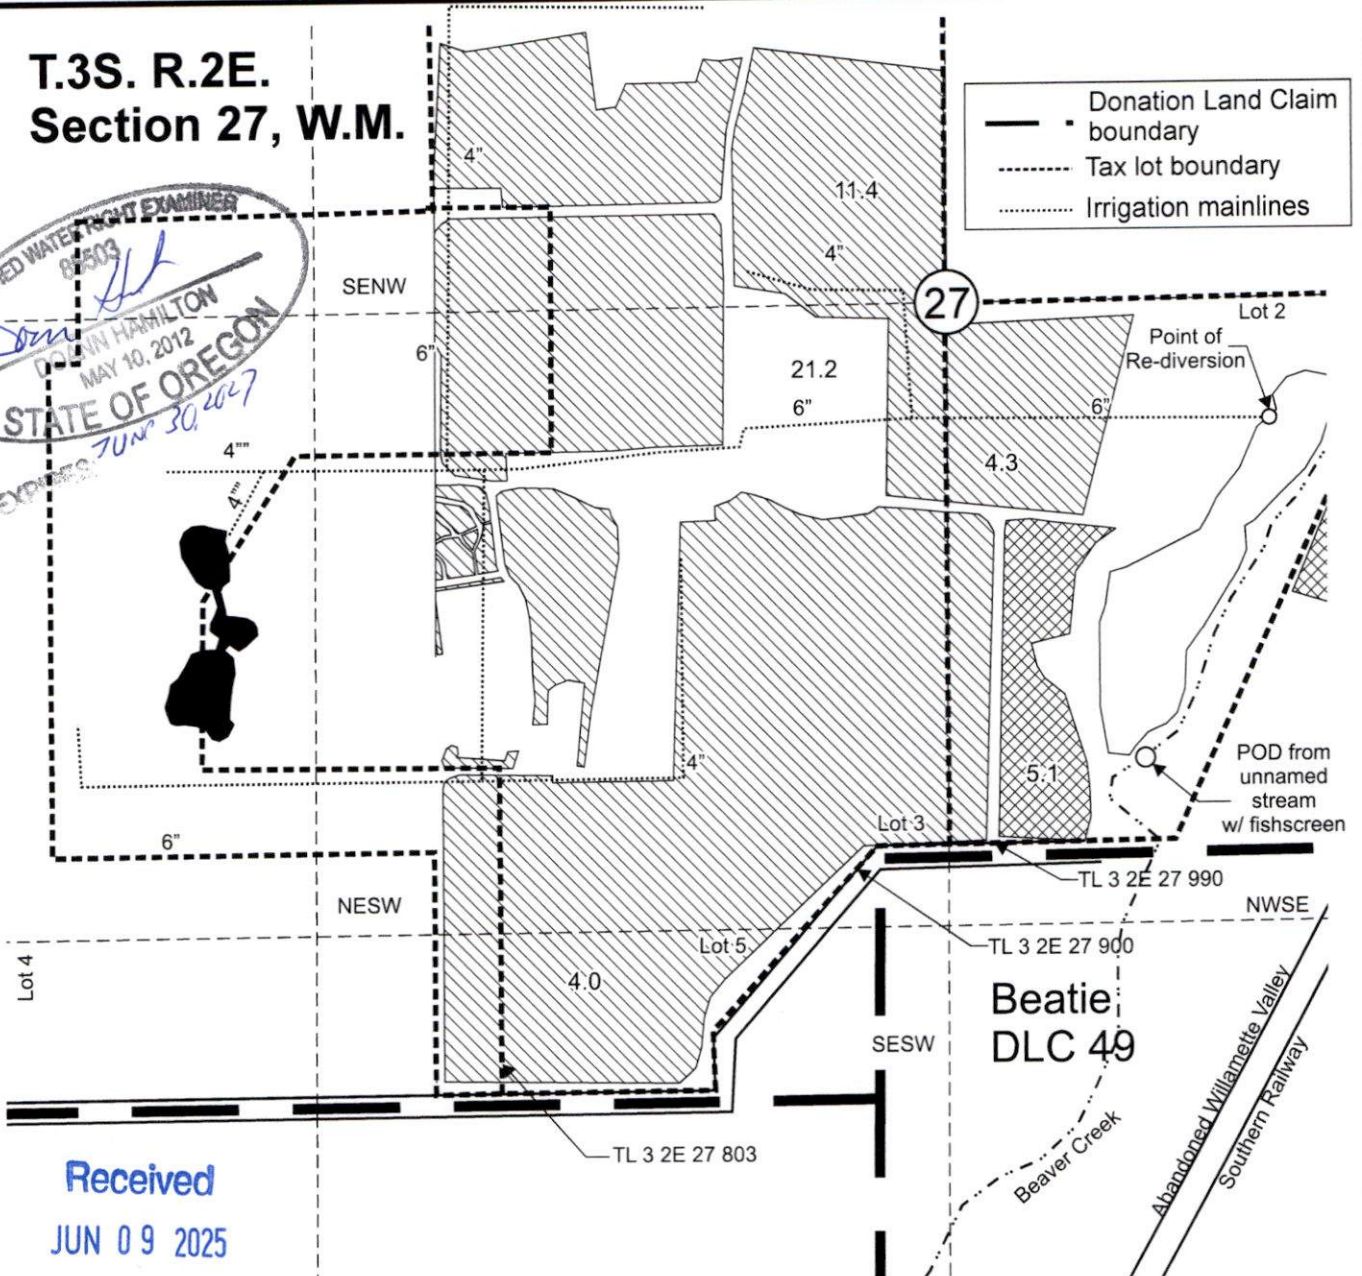 T.3S. R.2E.
Section 27, W.M.
Donation Land Claim
boundary
Tax lot boundary
Irrigation mainlines
WATER RIGHT EXAMINER
85503
DOANN HAMILTON
MAY 10, 2012
STATE OF OREGON
EXPIRES:
JUNE 30, 2027
4"
11.4
4"
SENW
27
Lot 2
Point of
Re-diversion
6"
21.2
6"
6"
4""
4""
4.3
4"
5.1
POD from
unnamed
stream
w/ fishscreen
6"
Lot 3
TL 3 2E 27 990
NESW
NWSE
Lot 5
TL 3 2E 27 900
Lot 4
4.0
Beatie
DLC 49
SESW
TL 3 2E 27 803
Beaver Creek
Abandoned Willamette Valley
Southern Railway
Received
JUN 09 2025